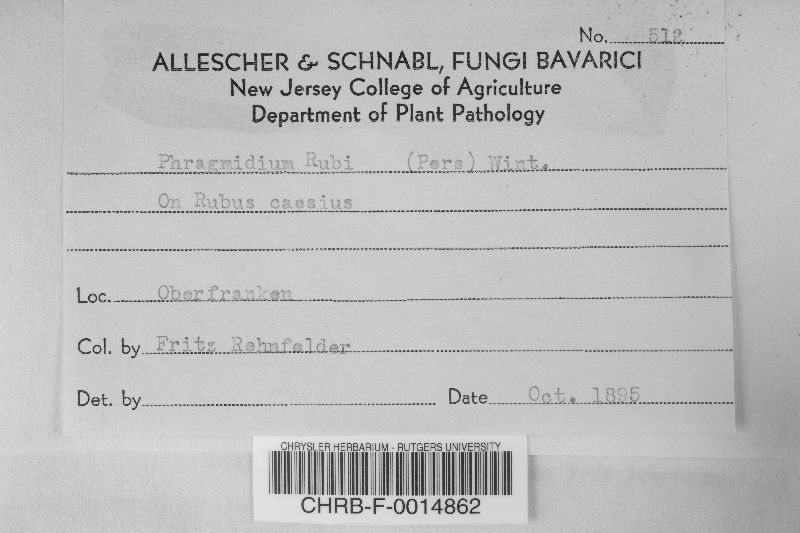 No. 512
ALLESCHER & SCHNABL, FUNGI BAVARICI
New Jersey College of Agriculture
Department of Plant Pathology
Phragmidium Rubi (Pers) Wint.
On Rubus caesius
Loc. Oberfranken
Col. by Fritz Rehnfelder
Det. by
Date Oct. 1895
CHRYSLER HERBARIUM - RUTGERS UNIVERSITY
CHRB-F-0014862